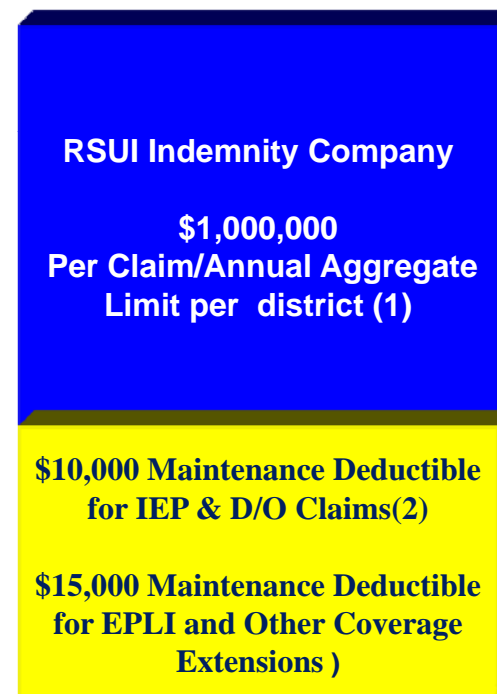 RSUI Indemnity Company
$1,000,000
Per Claim/Annual Aggregate
Limit per district (1)
$10,000 Maintenance Deductible
for IEP & D/O Claims(2)
$15,000 Maintenance Deductible
for EPLI and Other Coverage
Extensions )